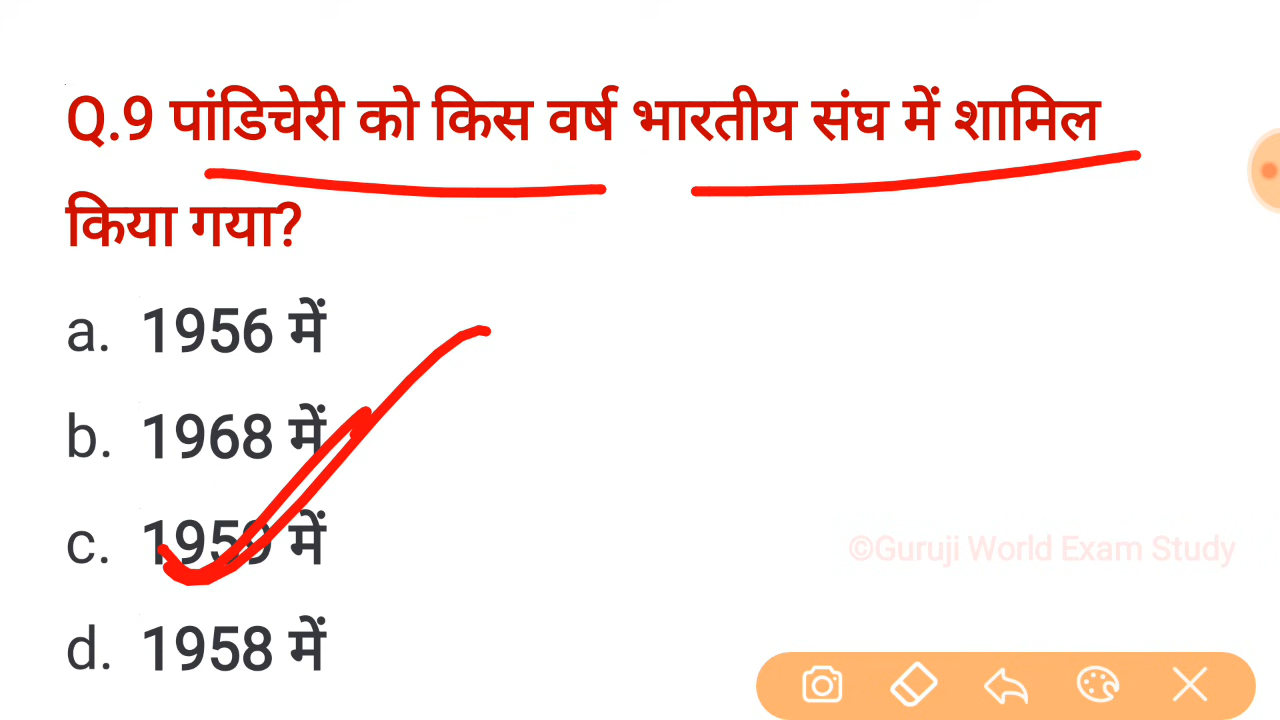 Q.9 पांडिचेरी को किस वर्ष भारतीय संघ में शामिल
किया गया?
a. 1956 में
b. 1968 में
c. 1959 में
©Guruji World Exam Study
d. 1958 में